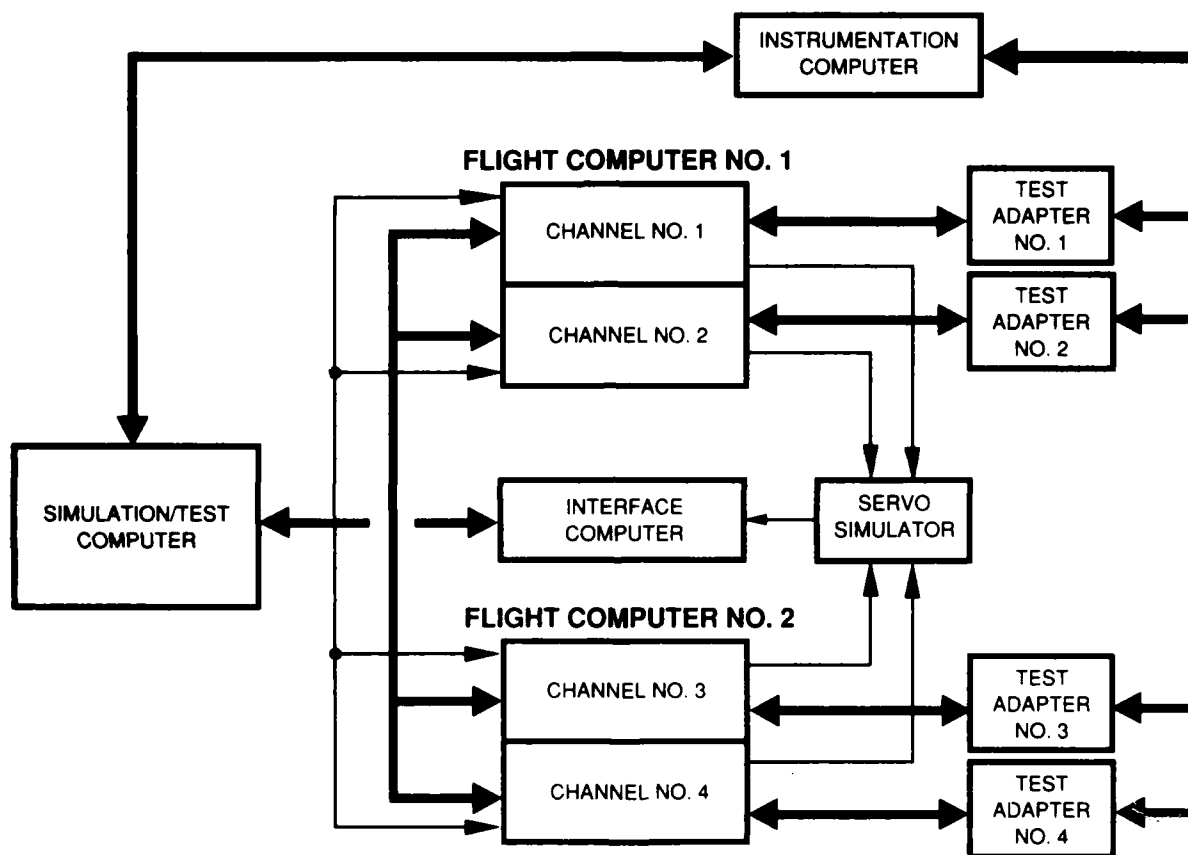 INSTRUMENTATION
COMPUTER
FLIGHT COMPUTER NO. 1
CHANNEL NO. 1
TEST
ADAPTER
NO. 1
CHANNEL NO. 2
TEST
ADAPTER
NO. 2
SIMULATION/TEST
COMPUTER
INTERFACE
COMPUTER
SERVO
SIMULATOR
FLIGHT COMPUTER NO. 2
CHANNEL NO. 3
TEST
ADAPTER
NO. 3
CHANNEL NO. 4
TEST
ADAPTER
NO. 4